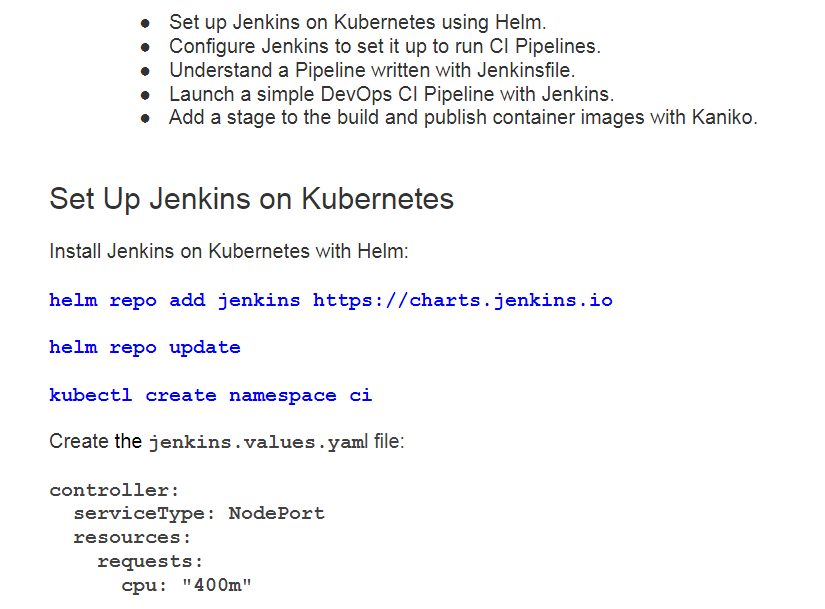 ● Set up Jenkins on Kubernetes using Helm.
● Configure Jenkins to set it up to run CI Pipelines.
● Understand a Pipeline written with Jenkinsfile.
● Launch a simple DevOps CI Pipeline with Jenkins.
● Add a stage to the build and publish container images with Kaniko.
Set Up Jenkins on Kubernetes
Install Jenkins on Kubernetes with Helm:
helm repo add jenkins https://charts.jenkins.io
helm repo update
kubectl create namespace ci
Create the jenkins.values.yaml file:
controller:
  serviceType: NodePort
  resources:
    requests:
      cpu: "400m"